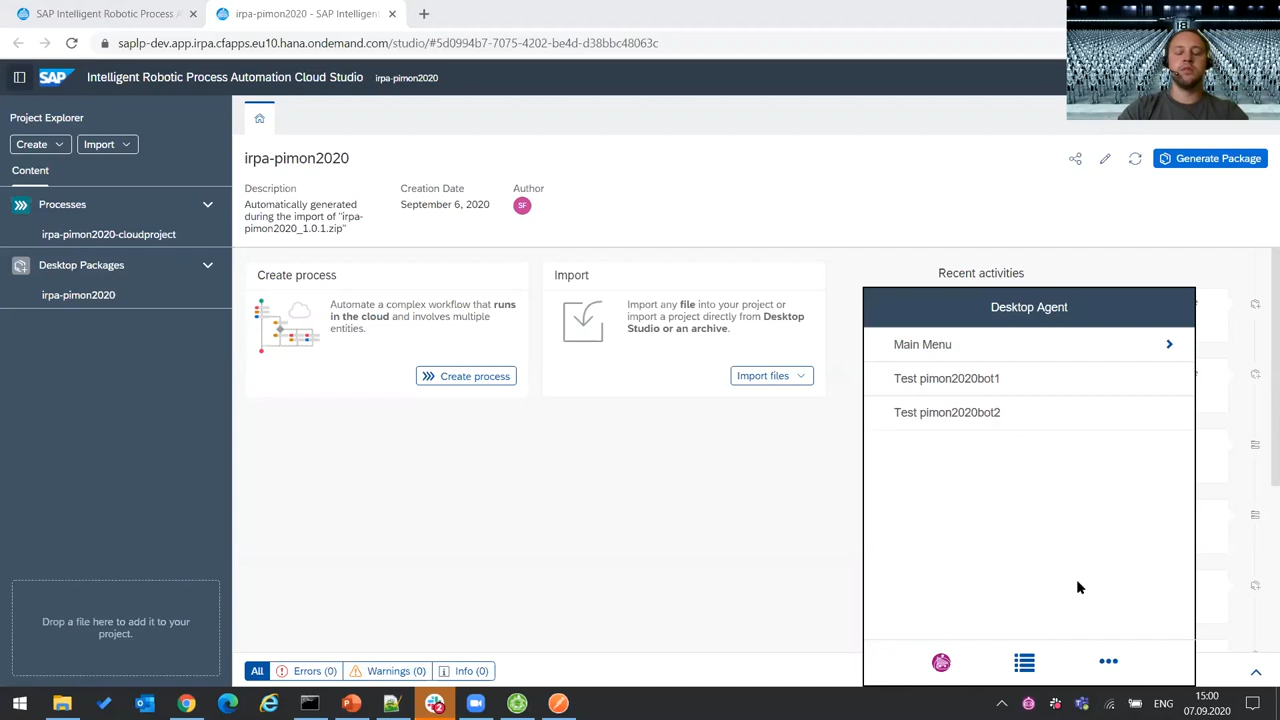 SAP Intelligent Robotic Process A
irpa-pimon2020 - SAP Intelligent
saplp-dev.app.irpa.cfapps.eu10.hana.ondemand.com/studio/#5d0994b7-7075-4202-be4d-d38bbc48063c
SAP Intelligent Robotic Process Automation Cloud Studio irpa-pimon2020
Project Explorer
Create
Import
Content
Processes
irpa-pimon2020-cloudproject
Desktop Packages
irpa-pimon2020
Drop a file here to add it to your
project.
irpa-pimon2020
Generate Package
Description
Automatically generated
during the import of "irpa-
pimon2020_1.0.1.zip"
Creation Date
September 6, 2020
Author
SF
Create process
Automate a complex workflow that runs
in the cloud and involves multiple
entities.
Create process
Import
Import any file into your project or
import a project directly from Desktop
Studio or an archive.
Import files
Recent activities
Desktop Agent
Main Menu
Test pimon2020bot1
Test pimon2020bot2
All
Errors (0)
Warnings (0)
Info (0)
ENG
15:00
07.09.2020